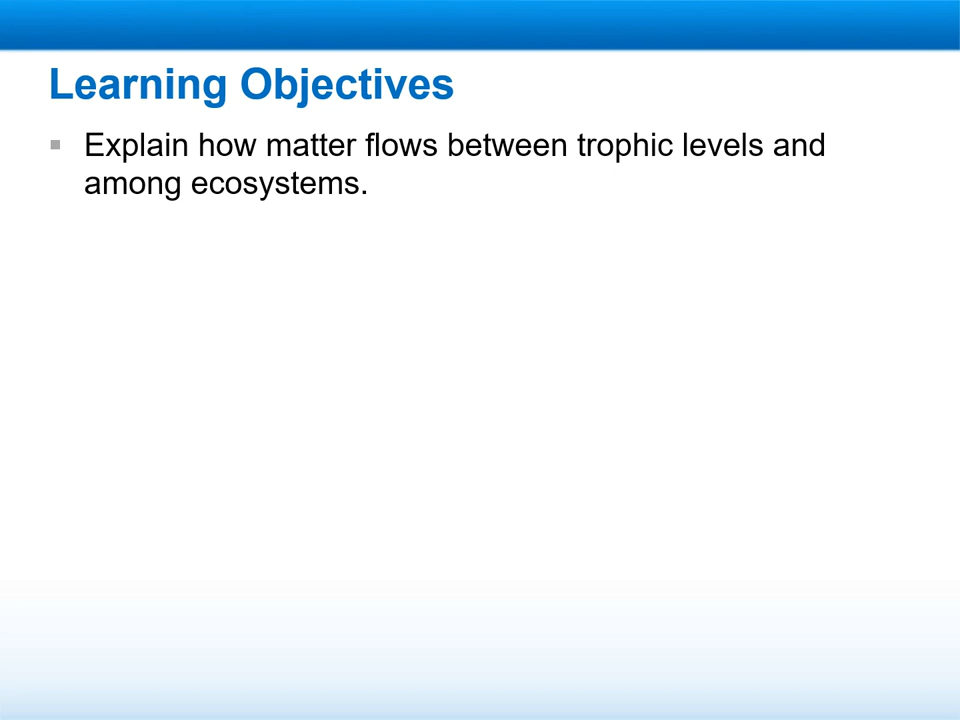 Learning Objectives
Explain how matter flows between trophic levels and
among ecosystems.